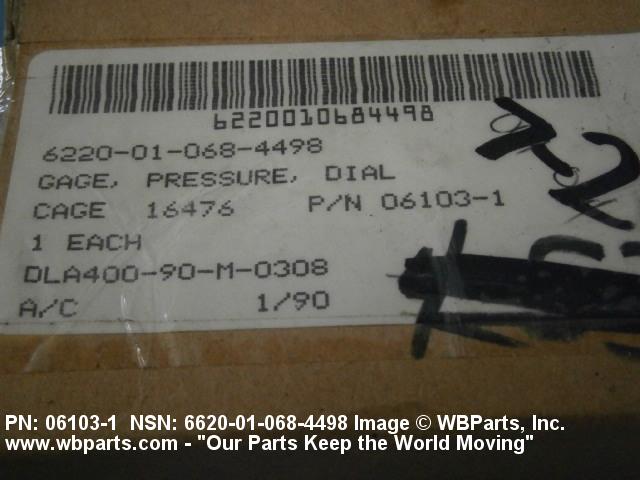 6220010684498
6220-01-068-4498
GAGE, PRESSURE, DIAL
CAGE 16476 P/N 06103-1
1 EACH
DLA400-90-M-0308
A/C 1/90
PN: 06103-1 NSN: 6620-01-068-4498 Image © WBParts, Inc.
www.wbparts.com - "Our Parts Keep the World Moving"